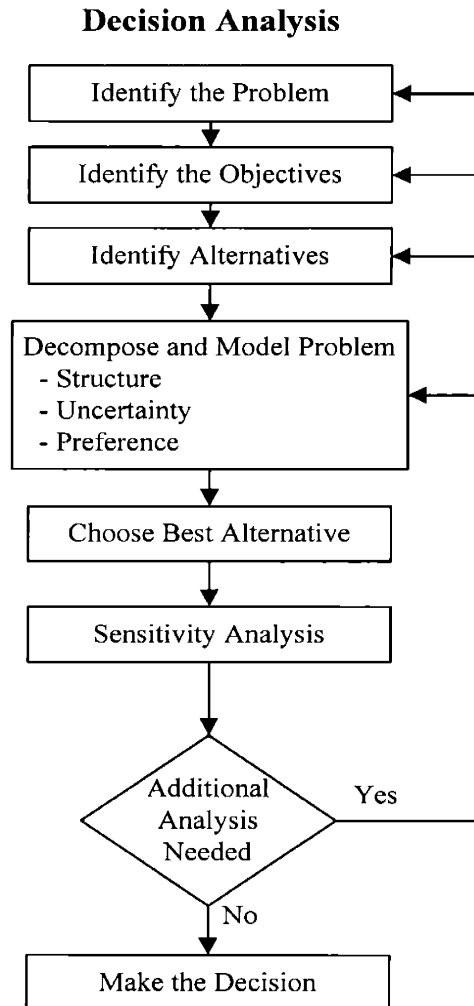 Decision Analysis
Identify the Problem
Identify the Objectives
Identify Alternatives
Decompose and Model Problem
- Structure
- Uncertainty
- Preference
Choose Best Alternative
Sensitivity Analysis
Additional
Analysis
Needed
Yes
No
Make the Decision